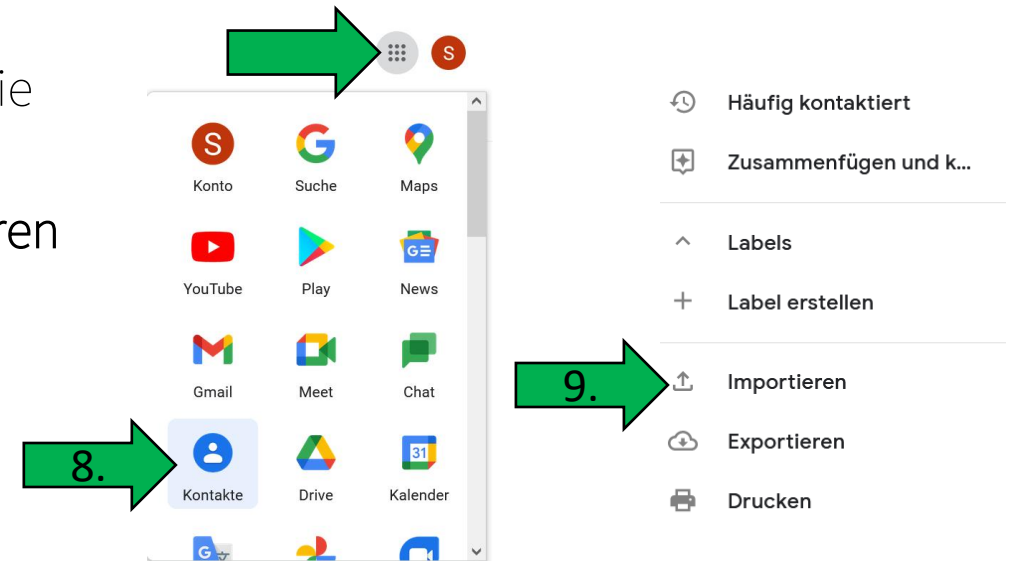 ie
ren
S
S
Konto
Suche
Maps
YouTube
Play
GE
News
Gmail
Meet
Chat
8.
Kontakte
Drive
31
Kalender
G
Häufig kontaktiert
Zusammenfügen und k...
Labels
Label erstellen
9.
Importieren
Exportieren
Drucken